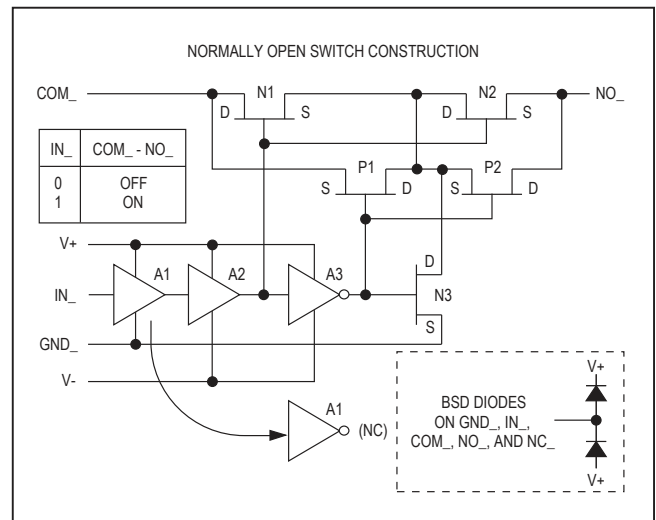 NORMALLY OPEN SWITCH CONSTRUCTION
COM_
N1
N2
NO_
D
S
D
S
IN_ COM_ - NO_
0 OFF
1 ON
P1
P2
S
D
S
D
V+
A1
A2
A3
D
IN_
N3
S
GND_
V-
A1
(NC)
BSD DIODES
ON GND_, IN_,
COM_, NO_, AND NC_
V+
V+